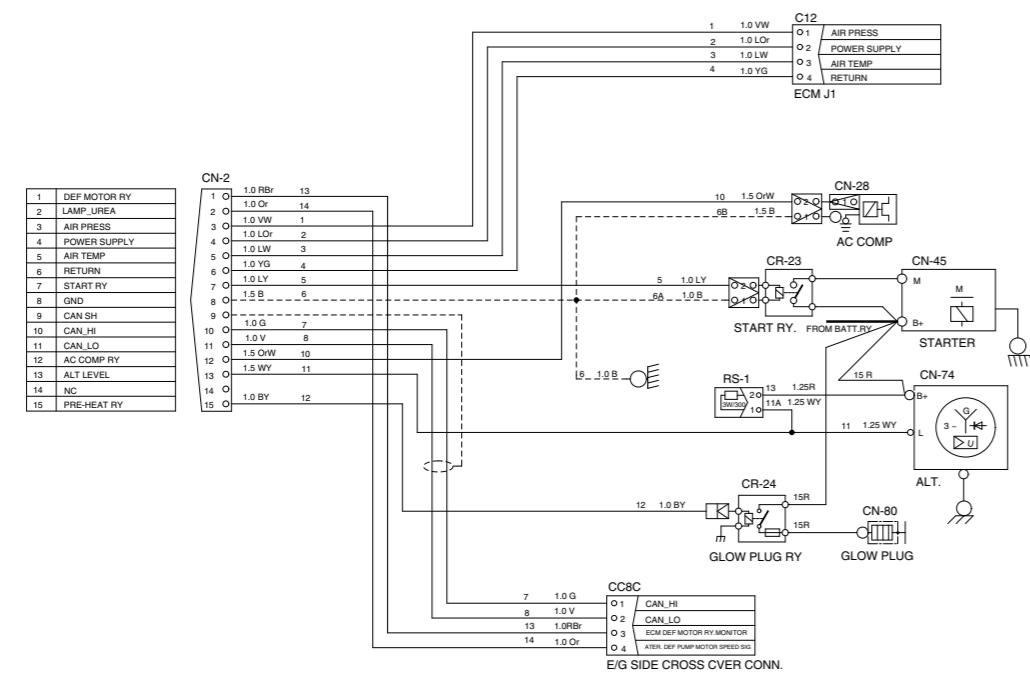 C12
1 1.0 VW 1 AIR PRESS
2 1.0 LOr 2 POWER SUPPLY
3 1.0 LW 3 AIR TEMP
4 1.0 YG 4 RETURN
ECM J1
CN-2
1 DEF MOTOR RY
2 LAMP_UREA
3 AIR PRESS
4 POWER SUPPLY
5 AIR TEMP
6 RETURN
7 START RY
8 GND
9 CAN SH
10 CAN_HI
11 CAN_LO
12 AC COMP RY
13 ALT LEVEL
14 NC
15 PRE-HEAT RY
1 1.0 RBr 13
2 1.0 Or 14
3 1.0 VW 1
4 1.0 LOr 2
5 1.0 LW 3
6 1.0 YG 4
7 1.0 LY 5
8 1.5 B 6
9
10 1.0 G 7
11 1.0 V 8
12 1.5 OrW 10
13 1.5 WY 11
14
15 1.0 BY 12
CN-28
10 1.5 OrW 2 1
6B 1.5 B 1
AC COMP
CR-23
5 1.0 LY 2
6A 1.0 B 1
START RY.
CN-45
M
M
B+
FROM BATT.RY
STARTER
6 1.0 B
15 R
RS-1
3W/300
2 13 1.25R
1 11A 1.25 WY
CN-74
B+
11 1.25 WY L
G
3 ~
U
ALT.
CR-24
12 1.0 BY
15R
15R
GLOW PLUG RY
CN-80
GLOW PLUG
CC8C
7 1.0 G 1 CAN_HI
8 1.0 V 2 CAN_LO
13 1.0RBr 3 ECM DEF MOTOR RY.MONITOR
14 1.0 Or 4 ATER. DEF PUMP MOTOR SPEED SIG
E/G SIDE CROSS CVER CONN.